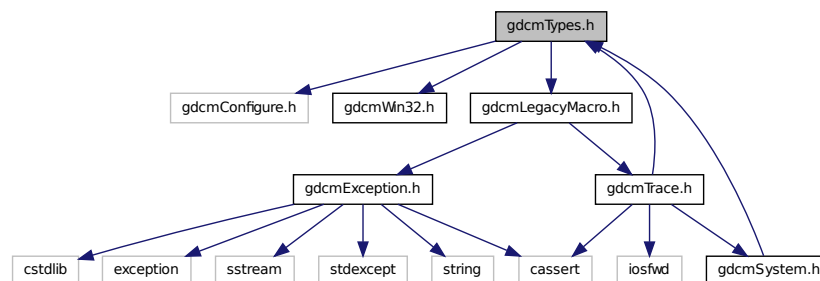 gdcmTypes.h
gdcmConfigure.h
gdcmWin32.h
gdcmLegacyMacro.h
gdcmException.h
gdcmTrace.h
cstdlib
exception
sstream
stdexcept
string
cassert
iosfwd
gdcmSystem.h